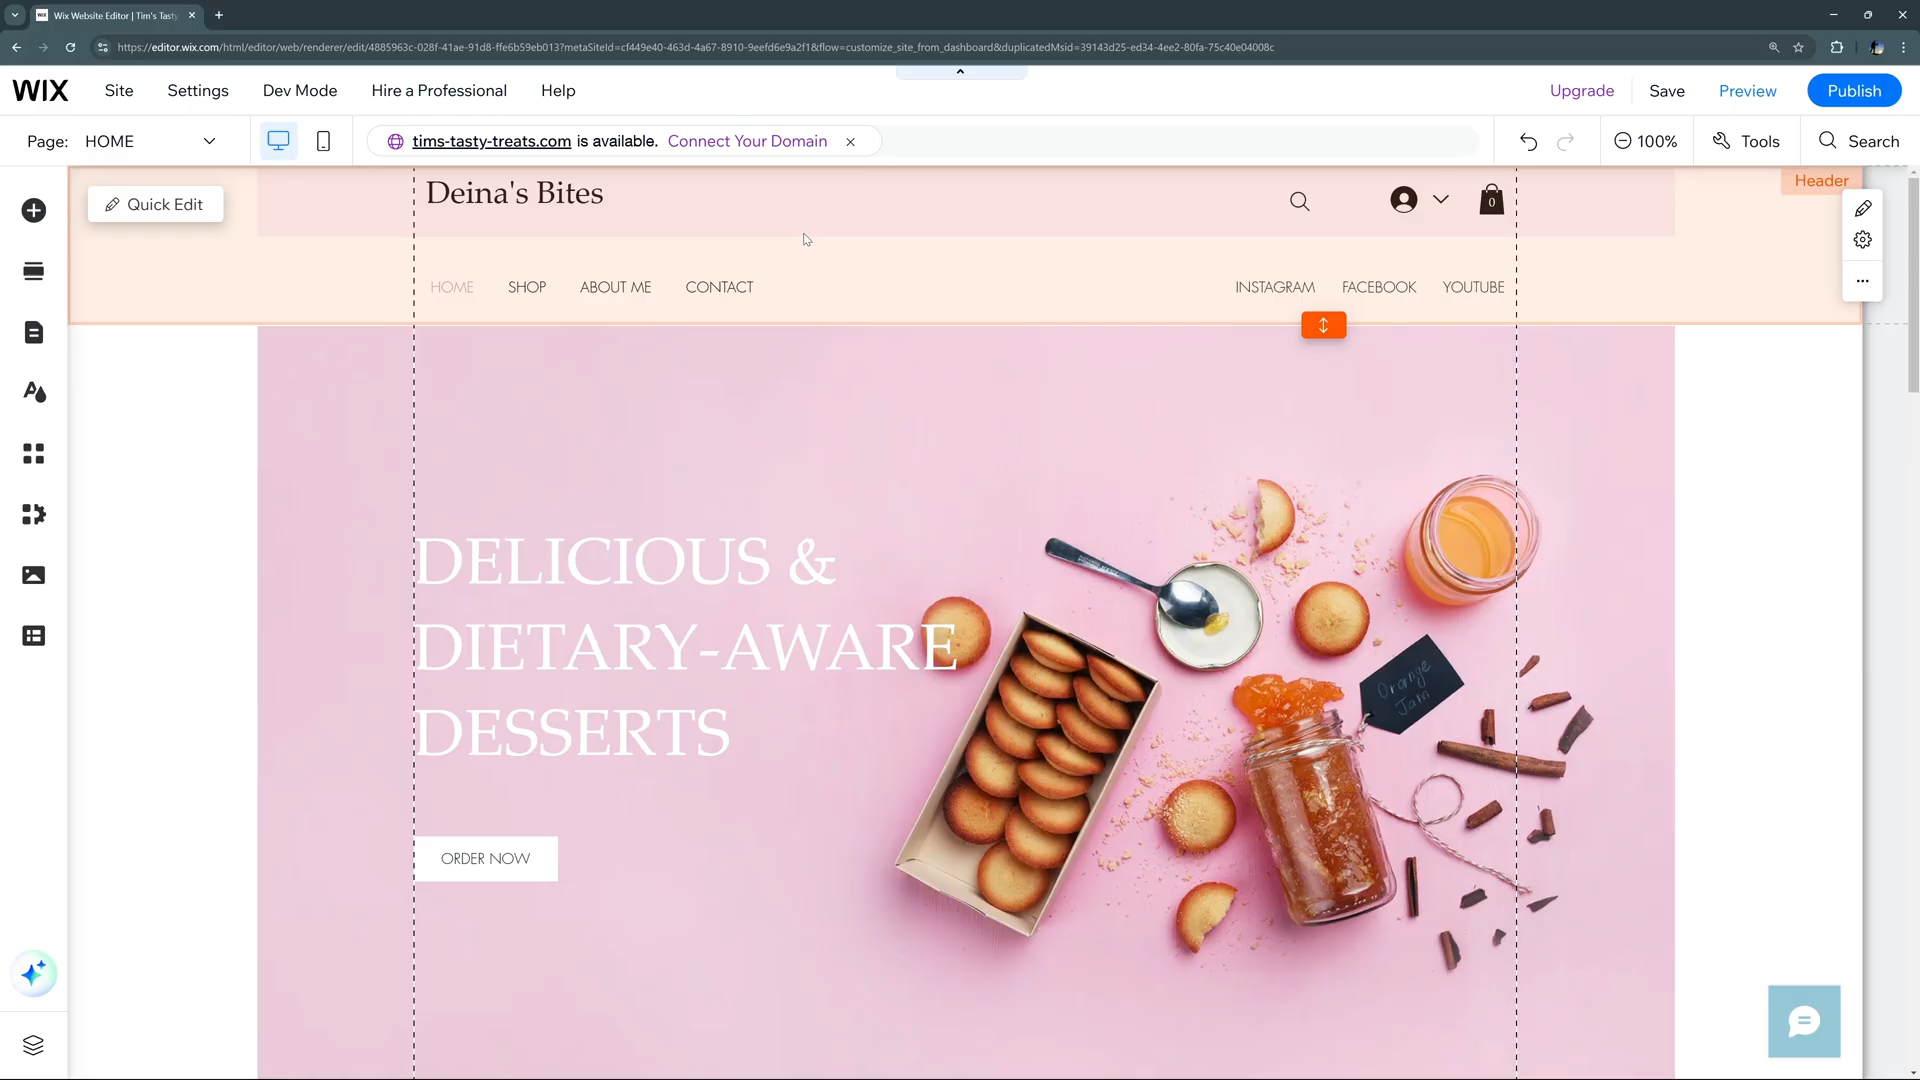 WIX Wix Website Editor | Tim's Tasty
https://editor.wix.com/html/editor/web/renderer/edit/4885963c-028f-41ae-91d8-ffe6b59eb013?metaSiteId=cf449e40-463d-4a67-8910-9eefd6e9a2f1&flow=customize_site_from_dashboard&duplicatedMsid=39143d25-ed34-4ee2-80fa-75c40e04008c
WIX Site Settings Dev Mode Hire a Professional Help Upgrade Save Preview Publish
Page: HOME tims-tasty-treats.com is available. Connect Your Domain 100% Tools Search
Header
Quick Edit Deina's Bites 0
HOME SHOP ABOUT ME CONTACT INSTAGRAM FACEBOOK YOUTUBE
DELICIOUS &
DIETARY-AWARE
DESSERTS
Orange
Jam
ORDER NOW